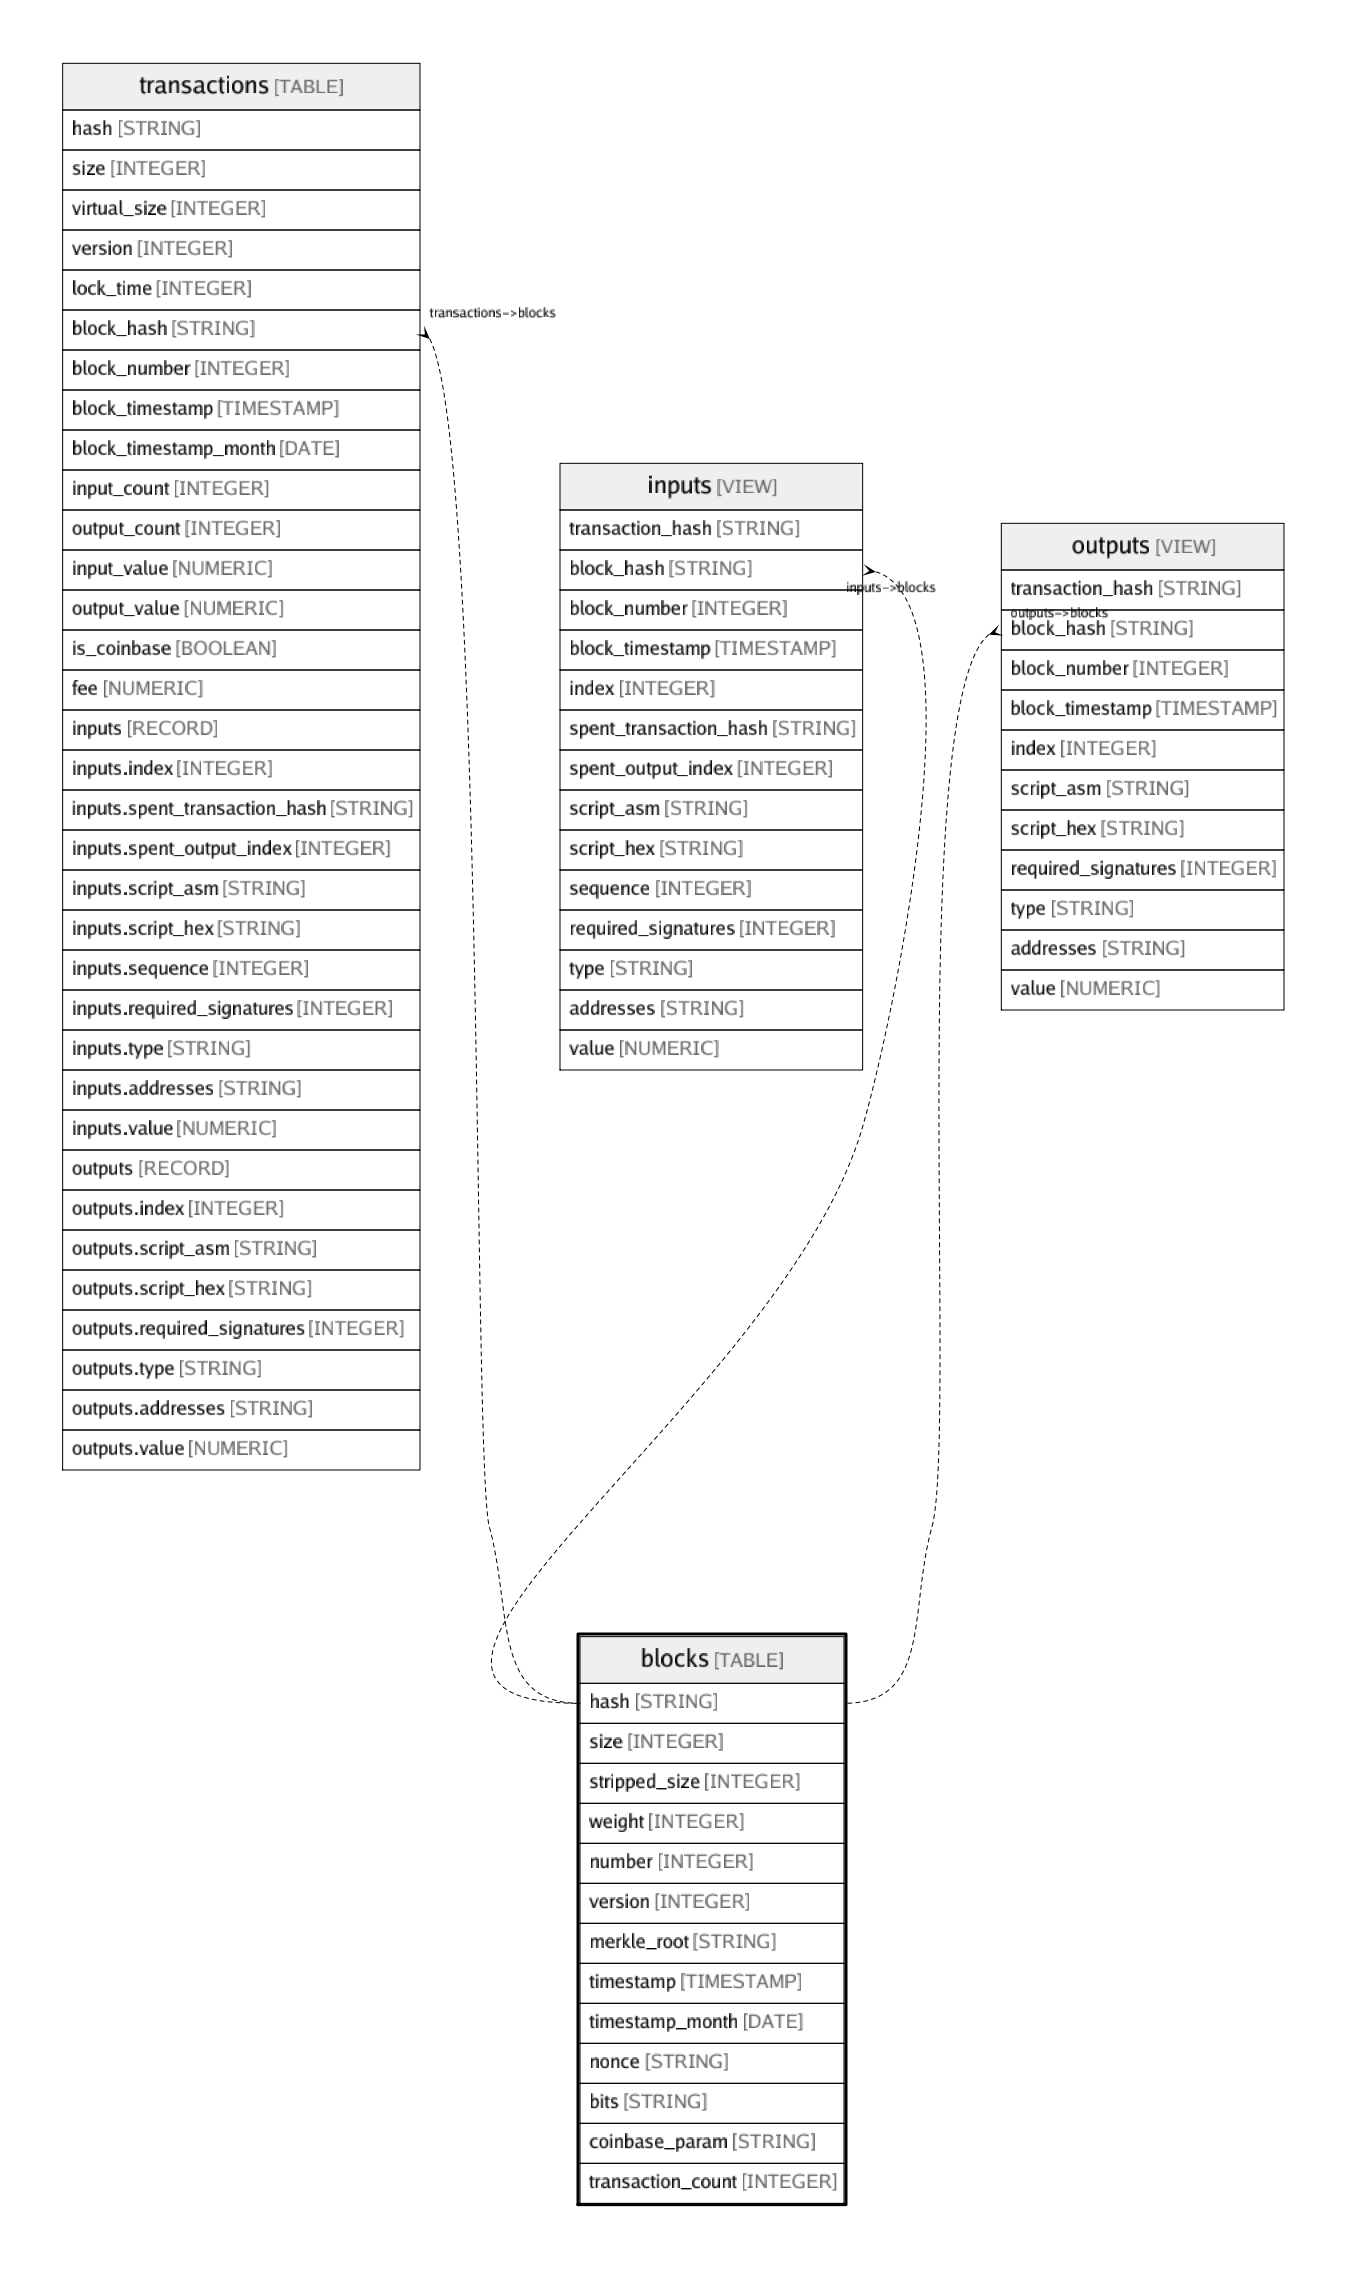 transactions [TABLE]
hash [STRING]
size [INTEGER]
virtual_size [INTEGER]
version [INTEGER]
lock_time [INTEGER]
block_hash [STRING]
block_number [INTEGER]
block_timestamp [TIMESTAMP]
block_timestamp_month [DATE]
input_count [INTEGER]
output_count [INTEGER]
input_value [NUMERIC]
output_value [NUMERIC]
is_coinbase [BOOLEAN]
fee [NUMERIC]
inputs [RECORD]
inputs.index [INTEGER]
inputs.spent_transaction_hash [STRING]
inputs.spent_output_index [INTEGER]
inputs.script_asm [STRING]
inputs.script_hex [STRING]
inputs.sequence [INTEGER]
inputs.required_signatures [INTEGER]
inputs.type [STRING]
inputs.addresses [STRING]
inputs.value [NUMERIC]
outputs [RECORD]
outputs.index [INTEGER]
outputs.script_asm [STRING]
outputs.script_hex [STRING]
outputs.required_signatures [INTEGER]
outputs.type [STRING]
outputs.addresses [STRING]
outputs.value [NUMERIC]
transactions->blocks
inputs [VIEW]
transaction_hash [STRING]
block_hash [STRING]
inputs->blocks
block_number [INTEGER]
block_timestamp [TIMESTAMP]
index [INTEGER]
spent_transaction_hash [STRING]
spent_output_index [INTEGER]
script_asm [STRING]
script_hex [STRING]
sequence [INTEGER]
required_signatures [INTEGER]
type [STRING]
addresses [STRING]
value [NUMERIC]
outputs [VIEW]
transaction_hash [STRING]
outputs->blocks
block_hash [STRING]
block_number [INTEGER]
block_timestamp [TIMESTAMP]
index [INTEGER]
script_asm [STRING]
script_hex [STRING]
required_signatures [INTEGER]
type [STRING]
addresses [STRING]
value [NUMERIC]
blocks [TABLE]
hash [STRING]
size [INTEGER]
stripped_size [INTEGER]
weight [INTEGER]
number [INTEGER]
version [INTEGER]
merkle_root [STRING]
timestamp [TIMESTAMP]
timestamp_month [DATE]
nonce [STRING]
bits [STRING]
coinbase_param [STRING]
transaction_count [INTEGER]